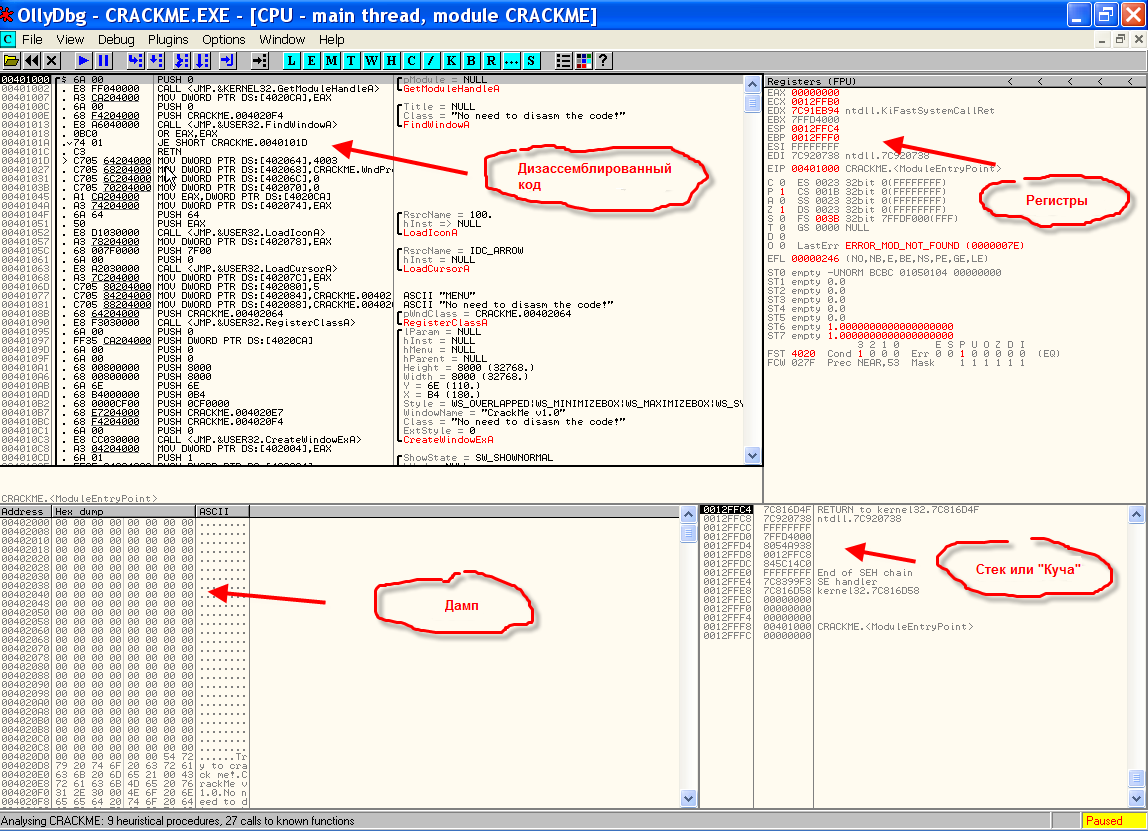 OllyDbg - CRACKME.EXE - [CPU - main thread, module CRACKME]
C File View Debug Plugins Options Window Help
L E M T W H C / K B R ... S ?
00401000 $ 6A 00 PUSH 0 pModule = NULL
00401002 . E8 FF040000 CALL <JMP.&KERNEL32.GetModuleHandleA> GetModuleHandleA
00401007 . A3 CA204000 MOV DWORD PTR DS:[4020CA],EAX
0040100C . 6A 00 PUSH 0 Title = NULL
0040100E . 68 F4204000 PUSH CRACKME.004020F4 Class = "No need to disasm the code!"
00401013 . E8 A6040000 CALL <JMP.&USER32.FindWindowA> FindWindowA
00401018 . 0BC0 OR EAX,EAX
0040101A .v74 01 JE SHORT CRACKME.0040101D
0040101C . C3 RETN
0040101D > C705 64204000 MOV DWORD PTR DS:[402064],4003
00401027 . C705 68204000 MOV DWORD PTR DS:[402068],CRACKME.WndPr
00401031 . C705 6C204000 MOV DWORD PTR DS:[40206C],0
0040103B . C705 70204000 MOV DWORD PTR DS:[402070],0
00401045 . A1 CA204000 MOV EAX,DWORD PTR DS:[4020CA]
0040104A . A3 74204000 MOV DWORD PTR DS:[402074],EAX
0040104F . 6A 64 PUSH 64 RsrcName = 100.
00401051 . 50 PUSH EAX hInst => NULL
00401052 . E8 D1030000 CALL <JMP.&USER32.LoadIconA> LoadIconA
00401057 . A3 78204000 MOV DWORD PTR DS:[402078],EAX
0040105C . 68 007F0000 PUSH 7F00 RsrcName = IDC_ARROW
00401061 . 6A 00 PUSH 0 hInst = NULL
00401063 . E8 A2030000 CALL <JMP.&USER32.LoadCursorA> LoadCursorA
00401068 . A3 7C204000 MOV DWORD PTR DS:[40207C],EAX
0040106D . C705 80204000 MOV DWORD PTR DS:[402080],5
00401077 . C705 84204000 MOV DWORD PTR DS:[402084],CRACKME.00402 ASCII "MENU"
00401081 . C705 88204000 MOV DWORD PTR DS:[402088],CRACKME.00402 ASCII "No need to disasm the code!"
0040108B . 68 64204000 PUSH CRACKME.00402064 pWndClass = CRACKME.00402064
00401090 . E8 F3030000 CALL <JMP.&USER32.RegisterClassA> RegisterClassA
00401095 . 6A 00 PUSH 0 lParam = NULL
00401097 . FF35 CA204000 PUSH DWORD PTR DS:[4020CA] hInst = NULL
0040109D . 6A 00 PUSH 0 hMenu = NULL
0040109F . 6A 00 PUSH 0 hParent = NULL
004010A1 . 68 00800000 PUSH 8000 Height = 8000 (32768.)
004010A6 . 68 00800000 PUSH 8000 Width = 8000 (32768.)
004010AB . 6A 6E PUSH 6E Y = 6E (110.)
004010AD . 68 B4000000 PUSH 0B4 X = B4 (180.)
004010B2 . 68 0000CF00 PUSH 0CF0000 Style = WS_OVERLAPPED|WS_MINIMIZEBOX|WS_MAXIMIZEBOX|WS_SY
004010B7 . 68 E7204000 PUSH CRACKME.004020E7 WindowName = "CrackMe v1.0"
004010BC . 68 F4204000 PUSH CRACKME.004020F4 Class = "No need to disasm the code!"
004010C1 . 6A 00 PUSH 0 ExtStyle = 0
004010C3 . E8 CC030000 CALL <JMP.&USER32.CreateWindowExA> CreateWindowExA
004010C8 . A3 04204000 MOV DWORD PTR DS:[402004],EAX
004010CD . 6A 01 PUSH 1 ShowState = SW_SHOWNORMAL
Дизассемблированный
код
Registers (FPU) < < < < <
EAX 00000000
ECX 0012FFB0
EDX 7C91EB94 ntdll.KiFastSystemCallRet
EBX 7FFD4000
ESP 0012FFC4
EBP 0012FFF0
ESI FFFFFFFF
EDI 7C920738 ntdll.7C920738
EIP 00401000 CRACKME.<ModuleEntryPoint>
C 0 ES 0023 32bit 0(FFFFFFFF)
P 1 CS 001B 32bit 0(FFFFFFFF)
A 0 SS 0023 32bit 0(FFFFFFFF)
Z 1 DS 0023 32bit 0(FFFFFFFF)
S 0 FS 003B 32bit 7FFDF000(FFF)
T 0 GS 0000 NULL
D 0
O 0 LastErr ERROR_MOD_NOT_FOUND (0000007E)
EFL 00000246 (NO,NB,E,BE,NS,PE,GE,LE)
ST0 empty -UNORM BCBC 01050104 00000000
ST1 empty 0.0
ST2 empty 0.0
ST3 empty 0.0
ST4 empty 0.0
ST5 empty 0.0
ST6 empty 1.0000000000000000000
ST7 empty 1.0000000000000000000
3 2 1 0 E S P U O Z D I
FST 4020 Cond 1 0 0 0 Err 0 0 1 0 0 0 0 0 (EQ)
FCW 027F Prec NEAR,53 Mask 1 1 1 1 1 1
Регистры
CRACKME.<ModuleEntryPoint>
Address Hex dump ASCII
00402000 00 00 00 00 00 00 00 00 ........
00402008 00 00 00 00 00 00 00 00 ........
00402010 00 00 00 00 00 00 00 00 ........
00402018 00 00 00 00 00 00 00 00 ........
00402020 00 00 00 00 00 00 00 00 ........
00402028 00 00 00 00 00 00 00 00 ........
00402030 00 00 00 00 00 00 00 00 ........
00402038 00 00 00 00 00 00 00 00 ........
00402040 00 00 00 00 00 00 00 00 ........
00402048 00 00 00 00 00 00 00 00 ........
00402050 00 00 00 00 00 00 00 00 ........
00402058 00 00 00 00 00 00 00 00 ........
00402060 00 00 00 00 00 00 00 00 ........
00402068 00 00 00 00 00 00 00 00 ........
00402070 00 00 00 00 00 00 00 00 ........
00402078 00 00 00 00 00 00 00 00 ........
00402080 00 00 00 00 00 00 00 00 ........
00402088 00 00 00 00 00 00 00 00 ........
00402090 00 00 00 00 00 00 00 00 ........
00402098 00 00 00 00 00 00 00 00 ........
004020A0 00 00 00 00 00 00 00 00 ........
004020A8 00 00 00 00 00 00 00 00 ........
004020B0 00 00 00 00 00 00 00 00 ........
004020B8 00 00 00 00 00 00 00 00 ........
004020C0 00 00 00 00 00 00 00 00 ........
004020C8 00 00 00 00 00 00 00 00 ........
004020D0 00 00 00 00 00 00 54 72 ......Tr
004020D8 79 20 74 6F 20 63 72 61 y to cra
004020E0 63 6B 20 6D 65 21 00 43 ck me!.C
004020E8 72 61 63 6B 4D 65 20 76 rackMe v
004020F0 31 2E 30 00 4E 6F 20 6E 1.0.No n
004020F8 65 65 64 20 74 6F 20 64 eed to d
Дамп
0012FFC4 7C816D4F RETURN to kernel32.7C816D4F
0012FFC8 7C920738 ntdll.7C920738
0012FFCC FFFFFFFF
0012FFD0 7FFD4000
0012FFD4 8054A938
0012FFD8 0012FFC8
0012FFDC 845C14C0
0012FFE0 FFFFFFFF End of SEH chain
0012FFE4 7C8399F3 SE handler
0012FFE8 7C816D58 kernel32.7C816D58
0012FFEC 00000000
0012FFF0 00000000
0012FFF4 00000000
0012FFF8 00401000 CRACKME.<ModuleEntryPoint>
0012FFFC 00000000
Стек или "Куча"
Analysing CRACKME: 9 heuristical procedures, 27 calls to known functions
Paused